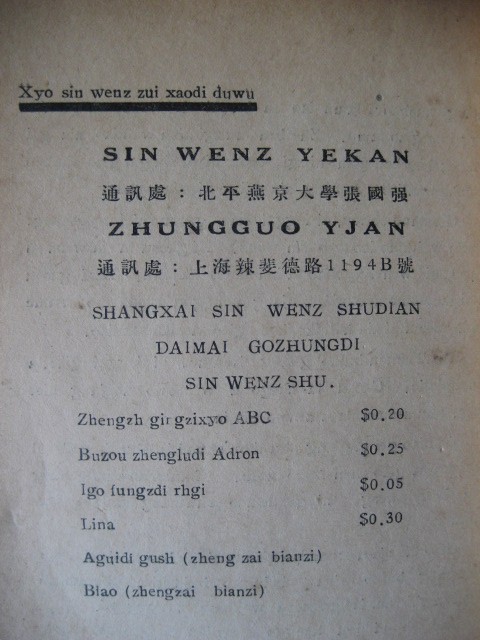 Xyo sin wenz zui xaodi duwu
SIN WENZ YEKAN
通訊處：北平燕京大學張國强
ZHUNGGUO YJAN
通訊處：上海辣斐德路1194B號
SHANGXAI SIN WENZ SHUDIAN
DAIMAI GOZHUNGDI
SIN WENZ SHU.
Zhengzh gingzixyo ABC $0.20
Buzou zhengludi Adron $0.25
Igo fungzdi rhgi $0.05
Lina $0.30
Aguidi gush (zheng zai bianzi)
Biao (zhengzai bianzi)